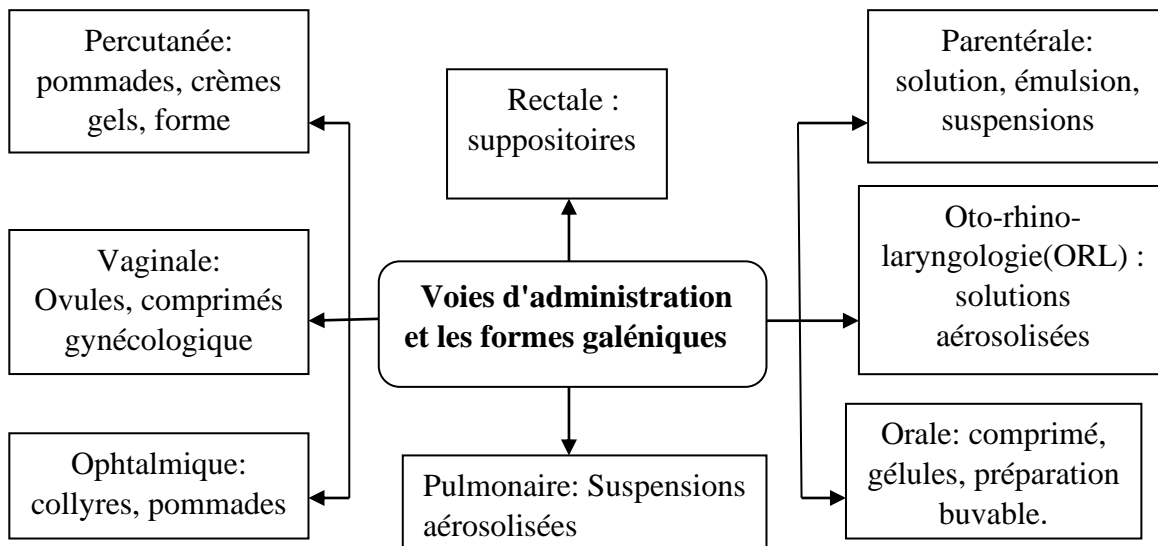 Percutanée:
pommades, crèmes
gels, forme
Rectale :
suppositoires
Parentérale:
solution, émulsion,
suspensions
Vaginale:
Ovules, comprimés
gynécologique
Voies d'administration
et les formes galéniques
Oto-rhino-
laryngologie(ORL) :
solutions
aérosolisées
Ophtalmique:
collyres, pommades
Pulmonaire: Suspensions
aérosolisées
Orale: comprimé,
gélules, préparation
buvable.